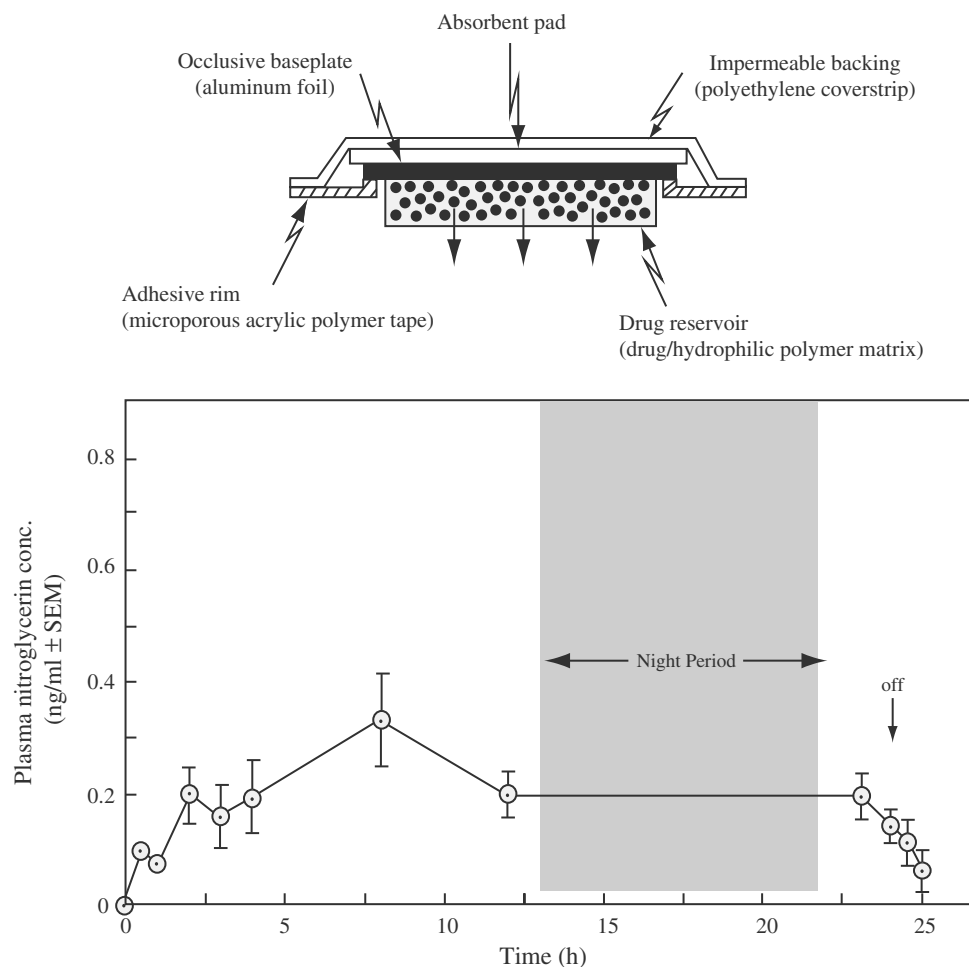 Absorbent pad
Occlusive baseplate
(aluminum foil)
Impermeable backing
(polyethylene coverstrip)
Adhesive rim
(microporous acrylic polymer tape)
Drug reservoir
(drug/hydrophilic polymer matrix)
Plasma nitroglycerin conc.
(ng/ml ± SEM)
0.8
0.6
0.4
0.2
0
Night Period
off
0 5 10 15 20 25
Time (h)